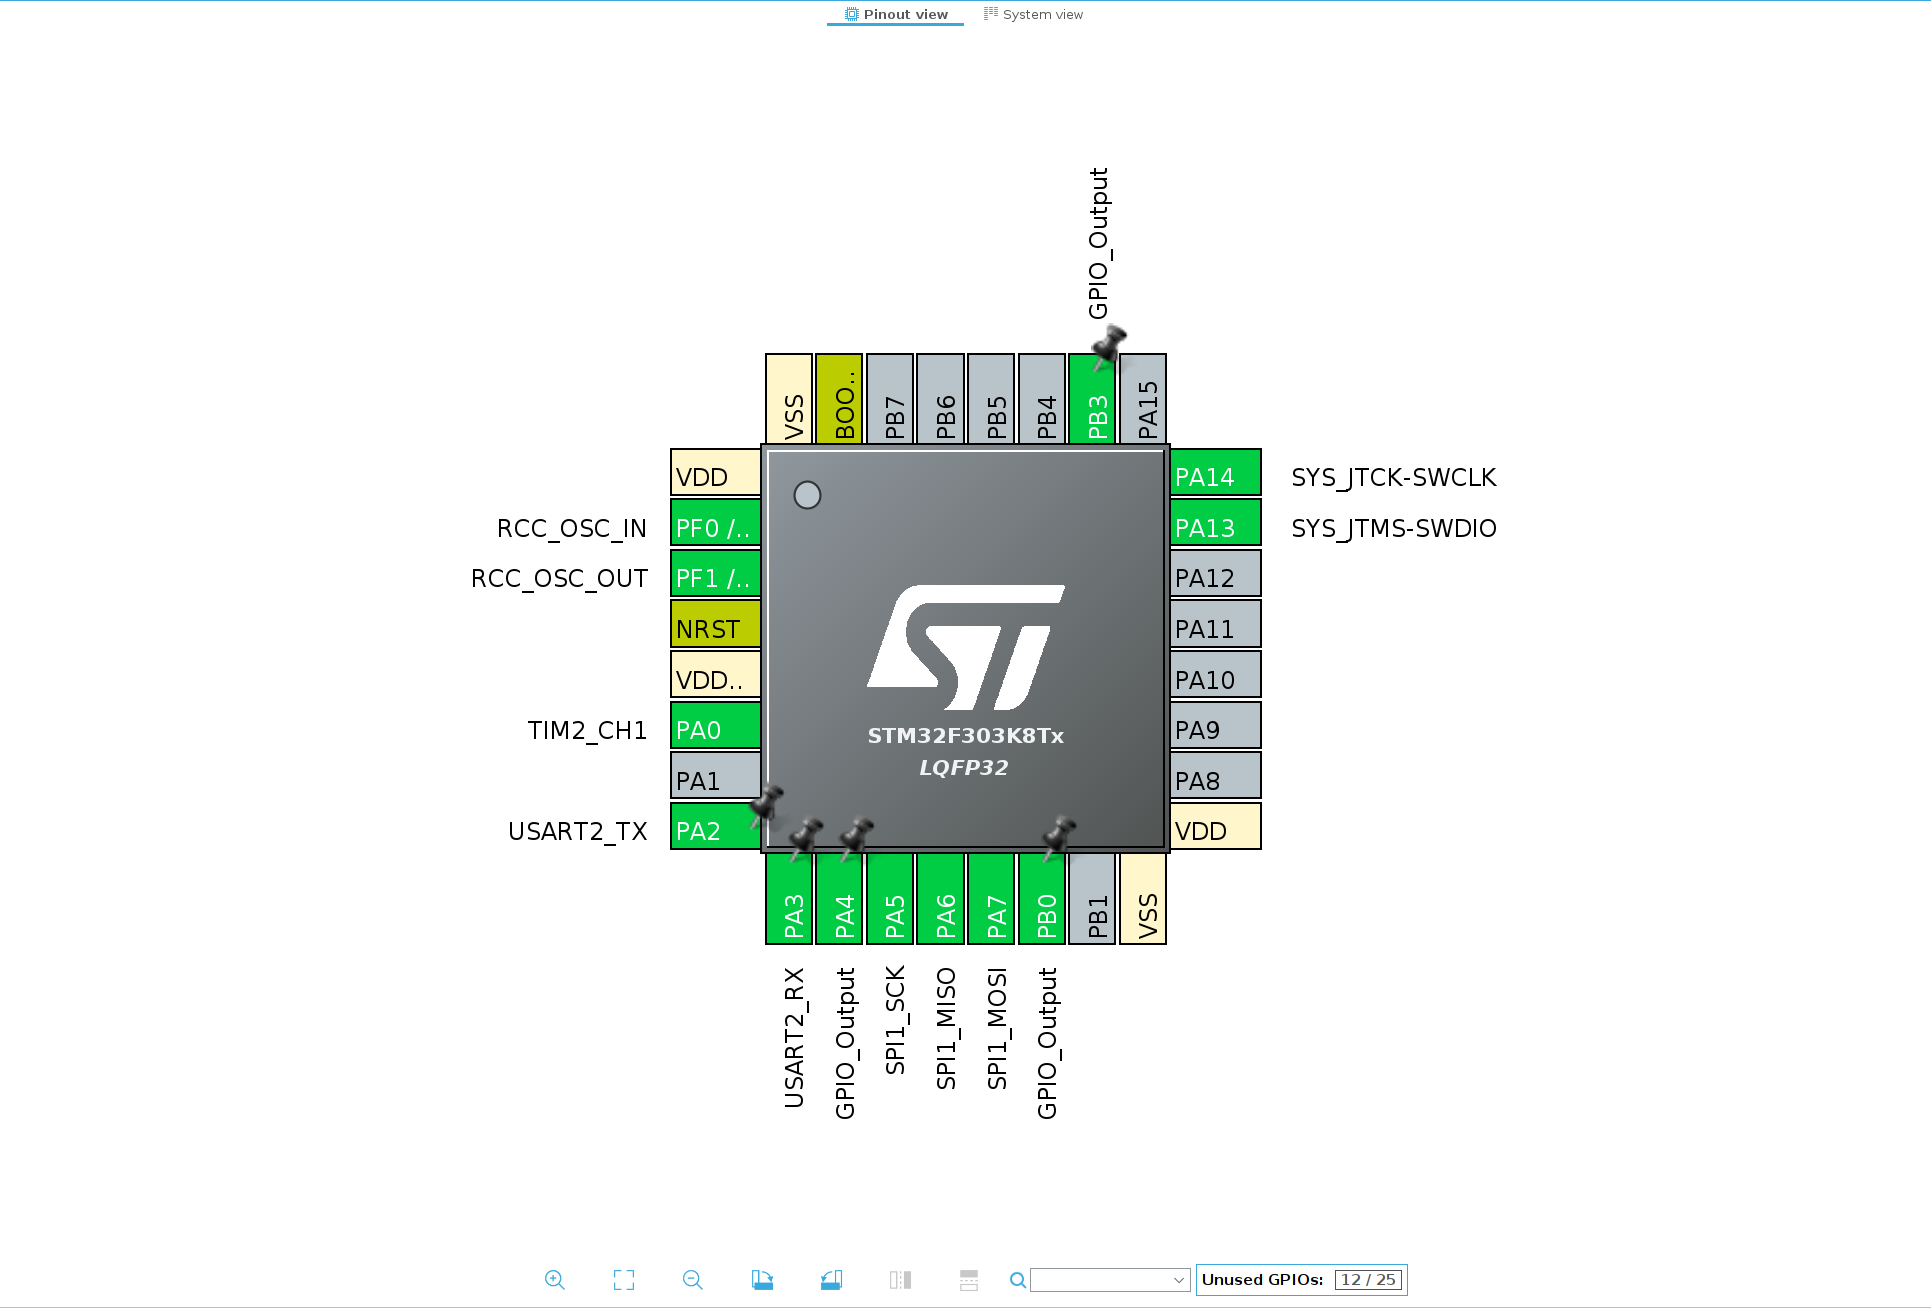 Pinout view
System view
GPIO_Output
VSS
BOO..
PB7
PB6
PB5
PB4
PB3
PA15
VDD
RCC_OSC_IN
PF0 /..
RCC_OSC_OUT
PF1 /..
NRST
VDD..
TIM2_CH1
PA0
PA1
USART2_TX
PA2
ST
STM32F303K8Tx
LQFP32
PA14
SYS_JTCK-SWCLK
PA13
SYS_JTMS-SWDIO
PA12
PA11
PA10
PA9
PA8
VDD
PA3
PA4
PA5
PA6
PA7
PB0
PB1
VSS
USART2_RX
GPIO_Output
SPI1_SCK
SPI1_MISO
SPI1_MOSI
GPIO_Output
Unused GPIOs: 12 / 25